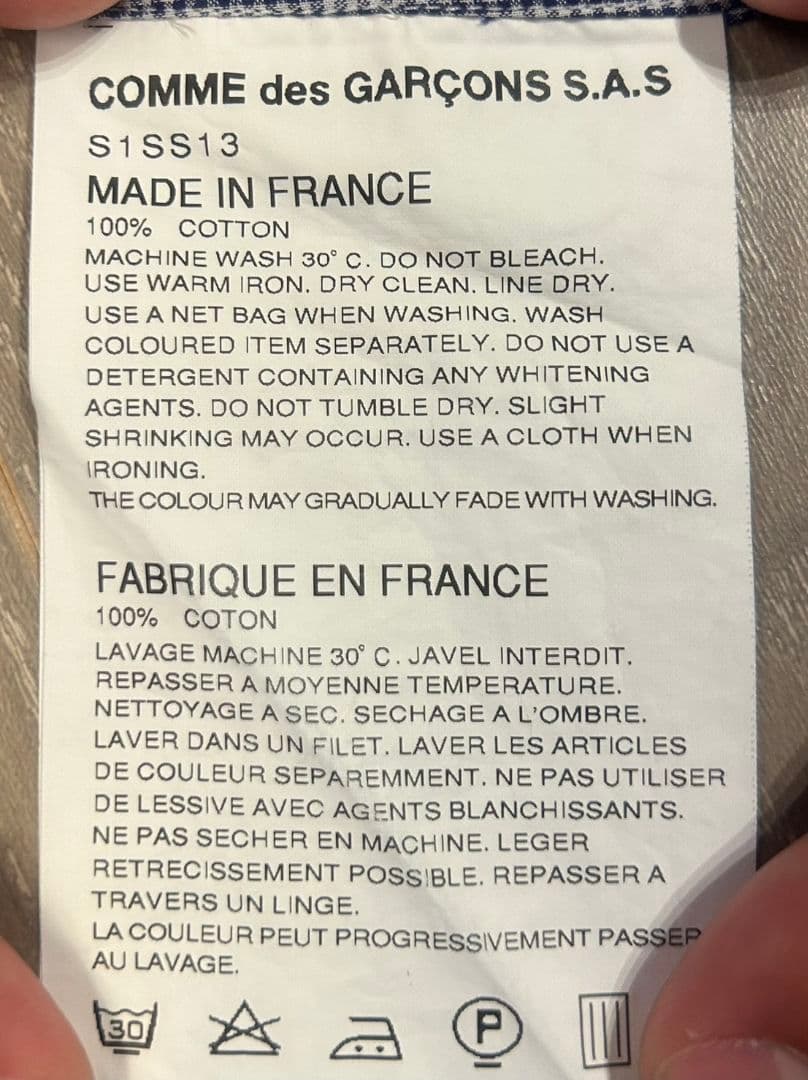 COMME des GARÇONS S.A.S
S1SS13
MADE IN FRANCE
100% COTTON
MACHINE WASH 30° C. DO NOT BLEACH.
USE WARM IRON. DRY CLEAN. LINE DRY.
USE A NET BAG WHEN WASHING. WASH
COLOURED ITEM SEPARATELY. DO NOT USE A
DETERGENT CONTAINING ANY WHITENING
AGENTS. DO NOT TUMBLE DRY. SLIGHT
SHRINKING MAY OCCUR. USE A CLOTH WHEN
IRONING.
THE COLOUR MAY GRADUALLY FADE WITH WASHING.
FABRIQUE EN FRANCE
100% COTON
LAVAGE MACHINE 30° C. JAVEL INTERDIT.
REPASSER A MOYENNE TEMPERATURE.
NETTOYAGE A SEC. SECHAGE A L'OMBRE.
LAVER DANS UN FILET. LAVER LES ARTICLES
DE COULEUR SEPAREMMENT. NE PAS UTILISER
DE LESSIVE AVEC AGENTS BLANCHISSANTS.
NE PAS SECHER EN MACHINE. LEGER
RETRECISSEMENT POSSIBLE. REPASSER A
TRAVERS UN LINGE.
LA COULEUR PEUT PROGRESSIVEMENT PASSER
AU LAVAGE.
30 P